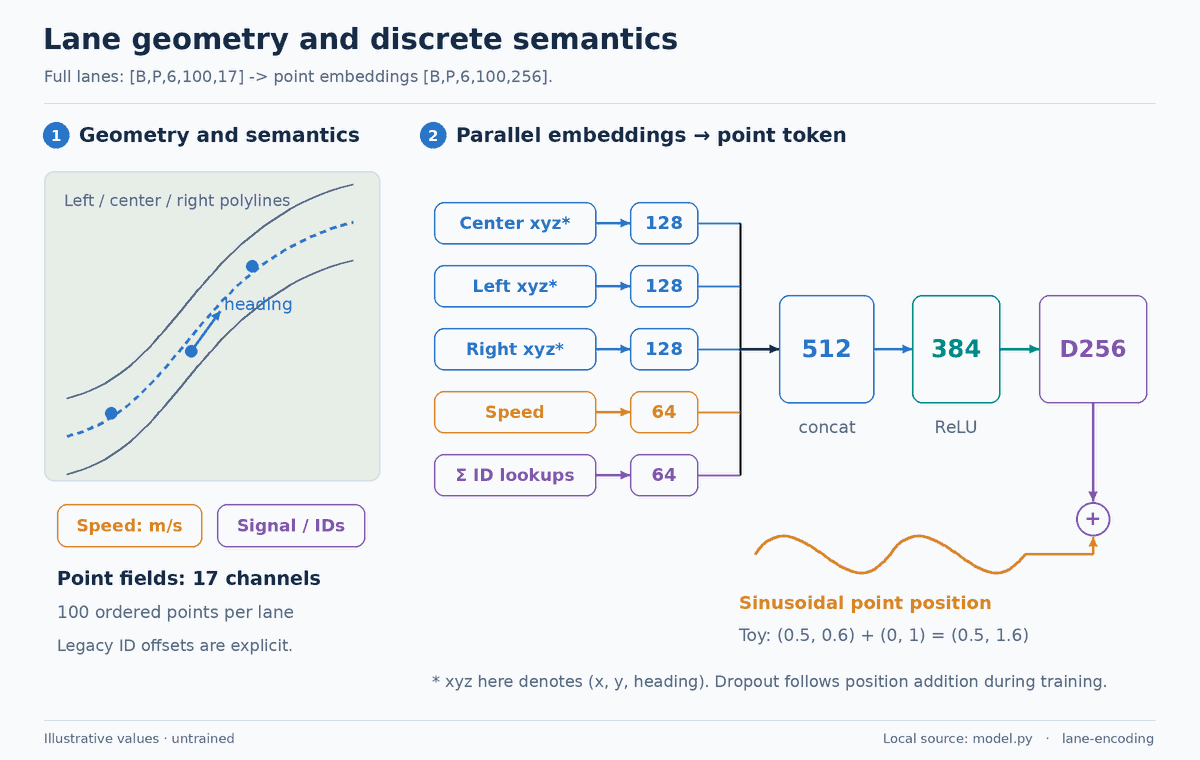 Lane geometry and discrete semantics
Full lanes: [B,P,6,100,17] -> point embeddings [B,P,6,100,256].
1 Geometry and semantics
Left / center / right polylines
heading
Speed: m/s
Signal / IDs
Point fields: 17 channels
100 ordered points per lane
Legacy ID offsets are explicit.
2 Parallel embeddings → point token
Center xyz* 128
Left xyz* 128
Right xyz* 128
Speed 64
Σ ID lookups 64
512
concat
384
ReLU
D256
+
Sinusoidal point position
Toy: (0.5, 0.6) + (0, 1) = (0.5, 1.6)
* xyz here denotes (x, y, heading). Dropout follows position addition during training.
Illustrative values · untrained
Local source: model.py · lane-encoding